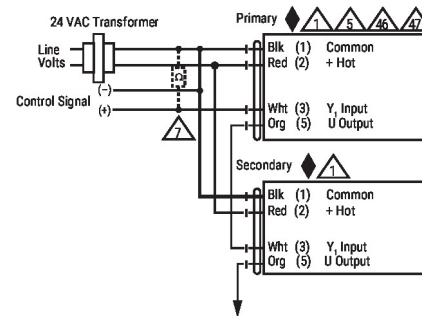 24 VAC Transformer
Primary
1
5
46
47
Line
Volts
Blk (1) Common
Red (2) + Hot
Ω
(–)
Control Signal
(+)
Wht (3) Y1 Input
Org (5) U Output
7
Secondary
1
Blk (1) Common
Red (2) + Hot
Wht (3) Y1 Input
Org (5) U Output